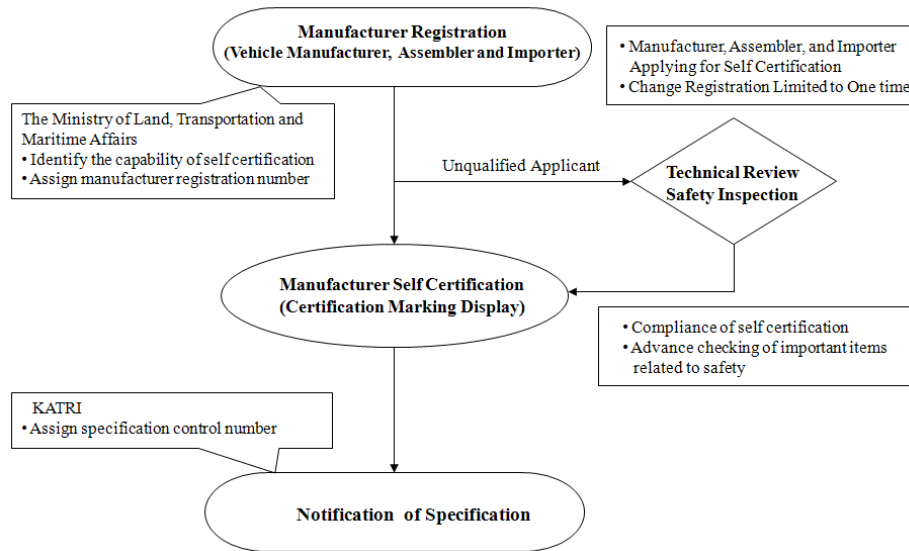 Manufacturer Registration
(Vehicle Manufacturer, Assembler and Importer)
• Manufacturer, Assembler, and Importer
Applying for Self Certification
• Change Registration Limited to One time
The Ministry of Land, Transportation and
Maritime Affairs
• Identify the capability of self certification
• Assign manufacturer registration number
Unqualified Applicant
Technical Review
Safety Inspection
Manufacturer Self Certification
(Certification Marking Display)
• Compliance of self certification
• Advance checking of important items
related to safety
KATRI
• Assign specification control number
Notification of Specification